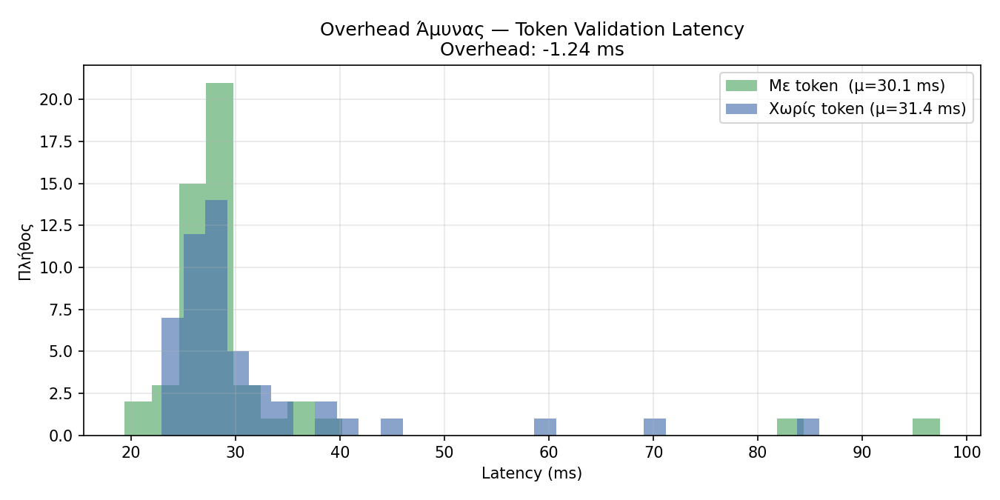 Overhead Άμυνας — Token Validation Latency
Overhead: -1.24 ms
Με token (μ=30.1 ms)
Χωρίς token (μ=31.4 ms)
Πλήθος
20.0
17.5
15.0
12.5
10.0
7.5
5.0
2.5
0.0
20 30 40 50 60 70 80 90 100
Latency (ms)